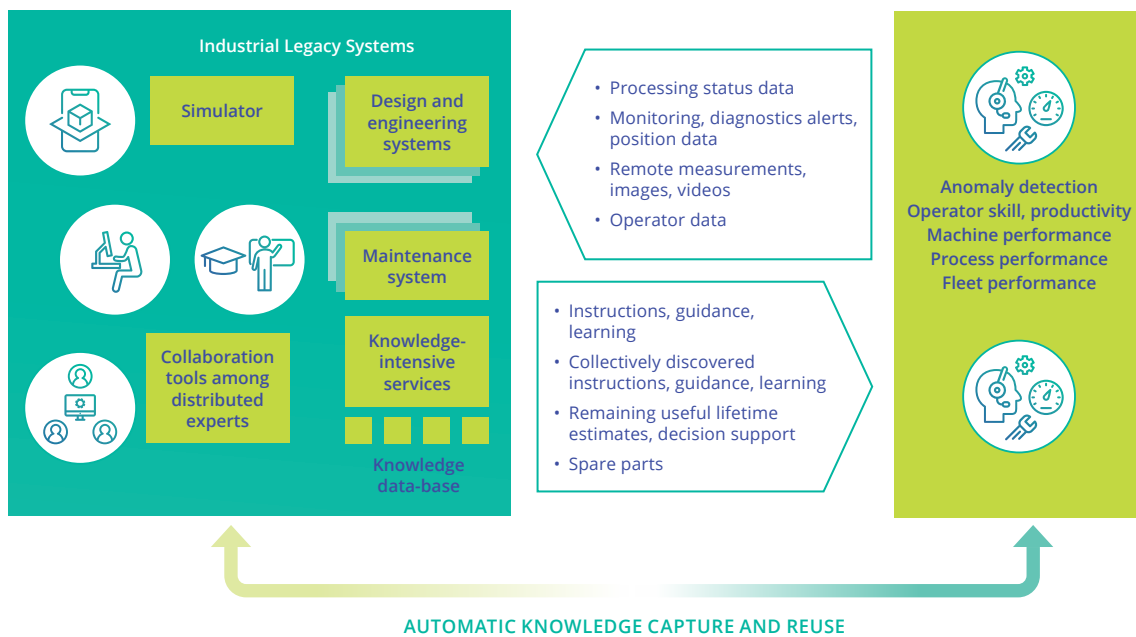 Industrial Legacy Systems
Simulator
Design and
engineering
systems
Maintenance
system
Collaboration
tools among
distributed
experts
Knowledge-
intensive
services
Knowledge
data-base
• Processing status data
• Monitoring, diagnostics alerts,
position data
• Remote measurements,
images, videos
• Operator data
• Instructions, guidance,
learning
• Collectively discovered
instructions, guidance, learning
• Remaining useful lifetime
estimates, decision support
• Spare parts
Anomaly detection
Operator skill, productivity
Machine performance
Process performance
Fleet performance
AUTOMATIC KNOWLEDGE CAPTURE AND REUSE